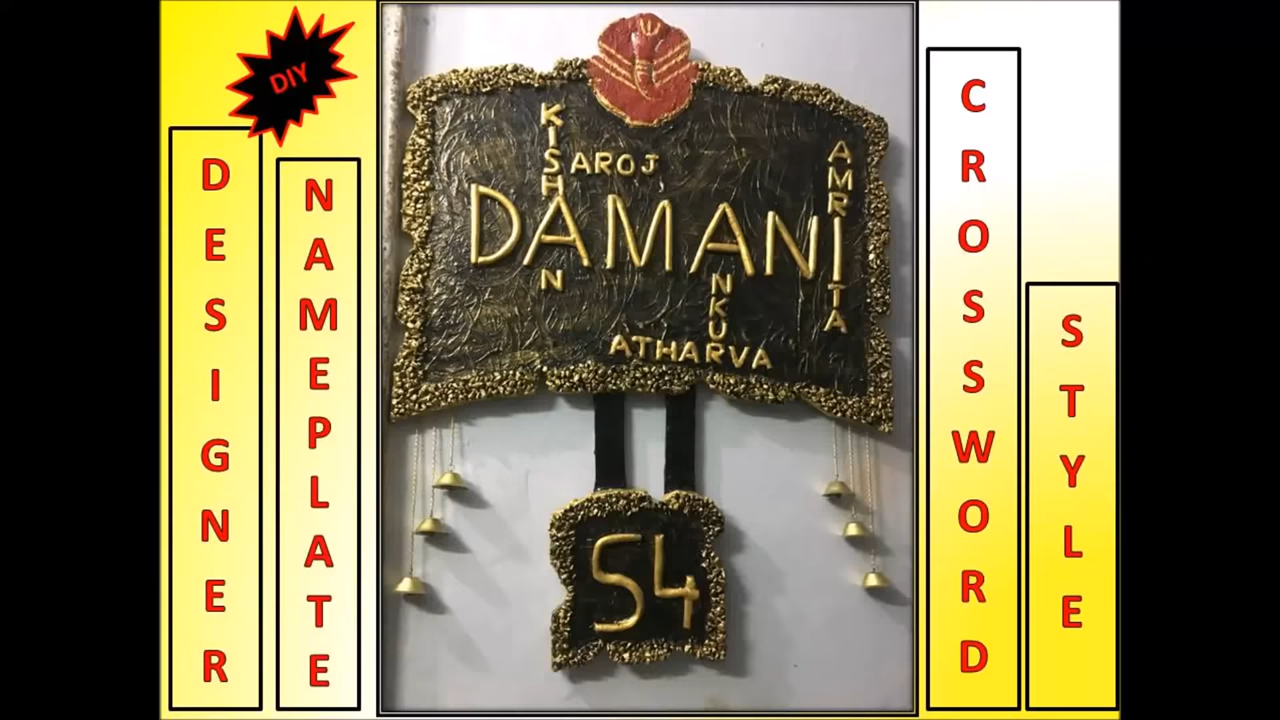 DIY
DESIGNER
NAMEPLATE
KISHAN
SAROJ
DAMANI
AMRITA
ANKUR
ATHARVA
54
CROSSWORD
STYLE